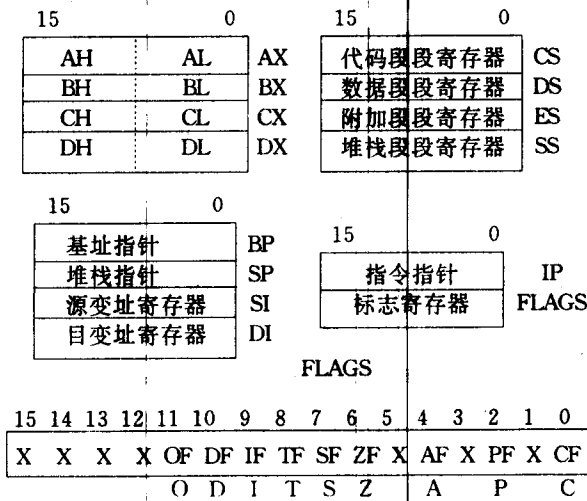 15 0
AH AL AX
BH BL BX
CH CL CX
DH DL DX
15 0
代码段段寄存器 CS
数据段段寄存器 DS
附加段段寄存器 ES
堆栈段段寄存器 SS
15 0
基址指针 BP
堆栈指针 SP
源变址寄存器 SI
目变址寄存器 DI
15 0
指令指针 IP
标志寄存器 FLAGS
FLAGS
15 14 13 12 11 10 9 8 7 6 5 4 3 2 1 0
X X X X OF DF IF TF SF ZF X AF X PF X CF
O D I T S Z A P C